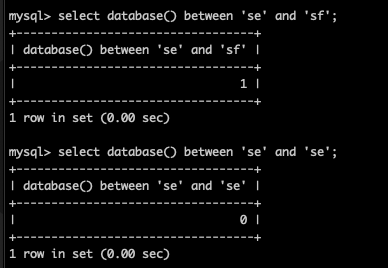 mysql> select database() between 'se' and 'sf';
+---------------------------------+
| database() between 'se' and 'sf' |
+---------------------------------+
| 1 |
+---------------------------------+
1 row in set (0.00 sec)
mysql> select database() between 'se' and 'se';
+---------------------------------+
| database() between 'se' and 'se' |
+---------------------------------+
| 0 |
+---------------------------------+
1 row in set (0.00 sec)